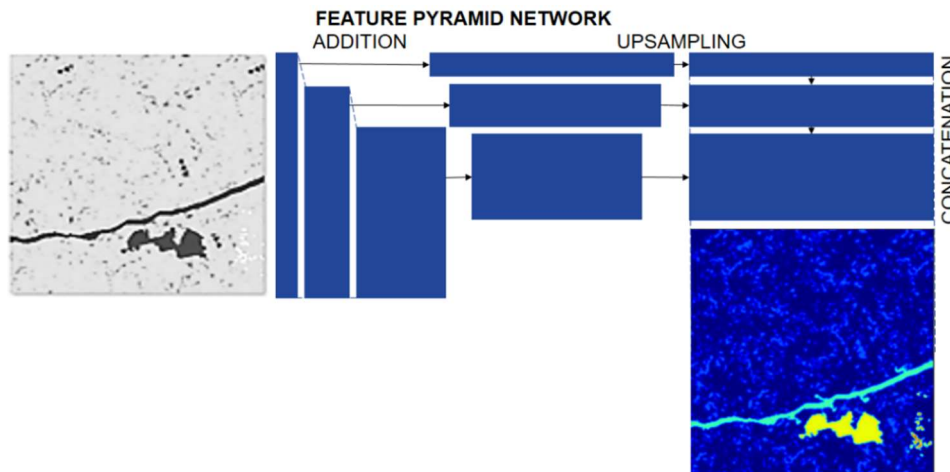 FEATURE PYRAMID NETWORK
ADDITION
UPSAMPLING
CONCATENATION